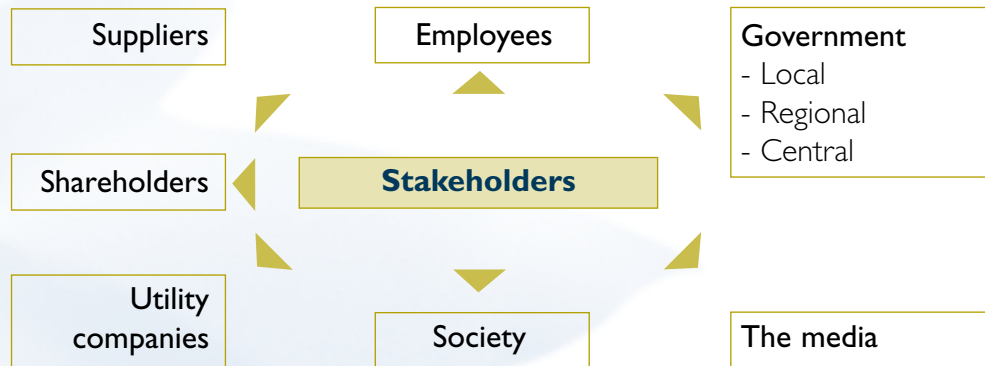 Suppliers
Employees
Government
- Local
- Regional
- Central
Shareholders
Stakeholders
Utility
companies
Society
The media